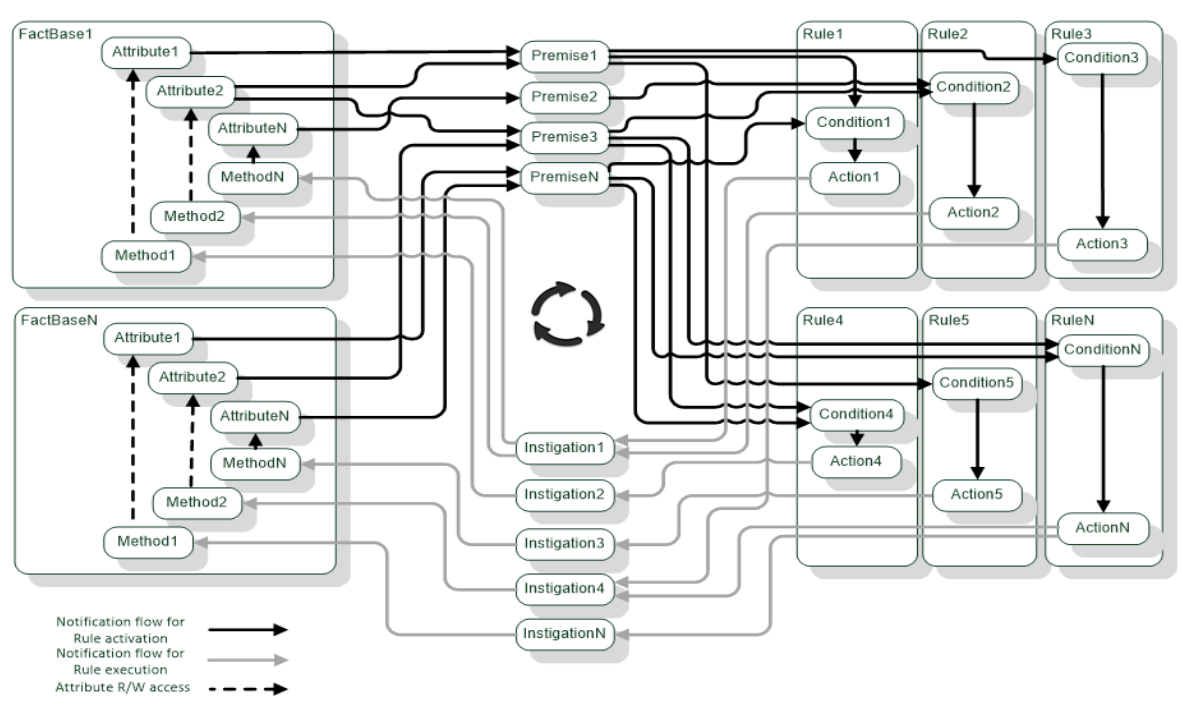 FactBase1
Attribute1
Attribute2
AttributeN
MethodN
Method2
Method1
FactBaseN
Attribute1
Attribute2
AttributeN
MethodN
Method2
Method1
Premise1
Premise2
Premise3
PremiseN
Instigation1
Instigation2
Instigation3
Instigation4
InstigationN
Rule1
Condition1
Action1
Rule2
Condition2
Action2
Rule3
Condition3
Action3
Rule4
Condition4
Action4
Rule5
Condition5
Action5
RuleN
ConditionN
ActionN
Notification flow for
Rule activation
Notification flow for
Rule execution
Attribute R/W access